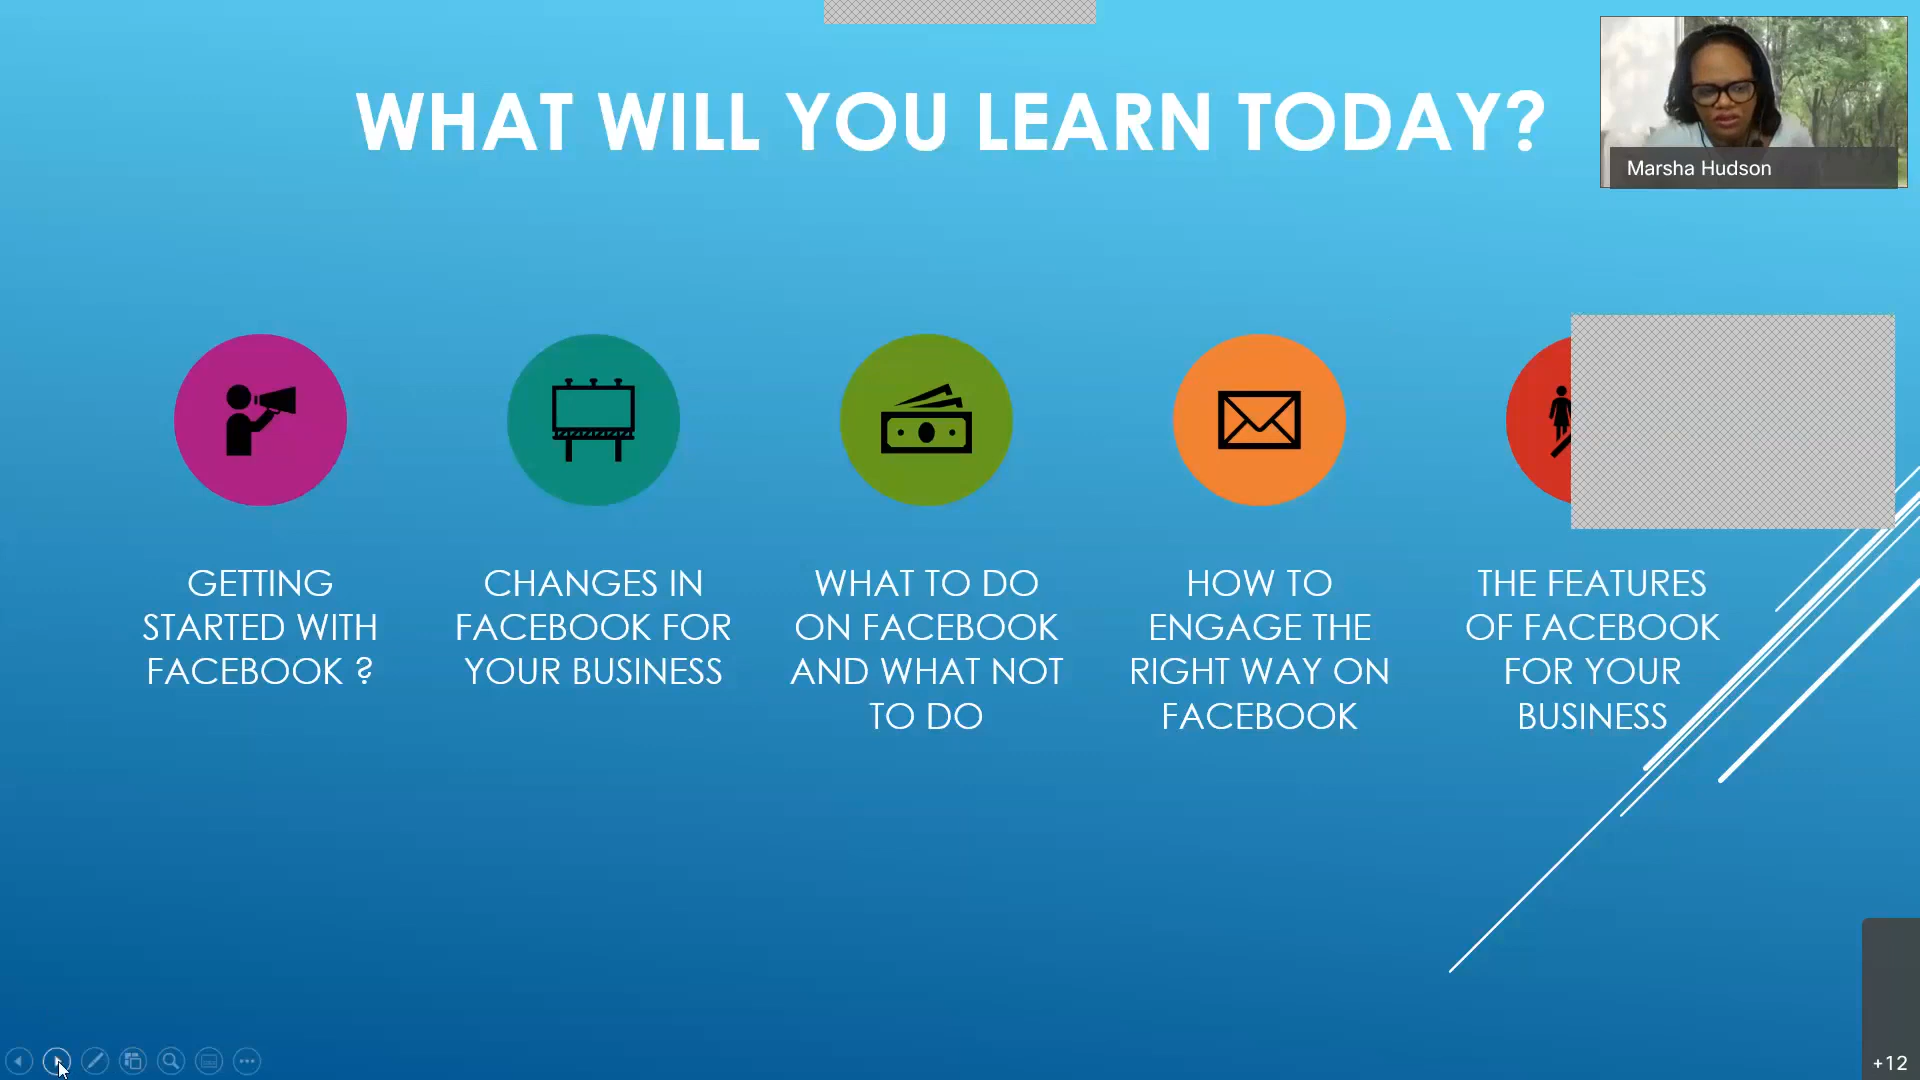 WHAT WILL YOU LEARN TODAY?
Marsha Hudson
GETTING
STARTED WITH
FACEBOOK ?
CHANGES IN
FACEBOOK FOR
YOUR BUSINESS
WHAT TO DO
ON FACEBOOK
AND WHAT NOT
TO DO
HOW TO
ENGAGE THE
RIGHT WAY ON
FACEBOOK
THE FEATURES
OF FACEBOOK
FOR YOUR
BUSINESS
+12